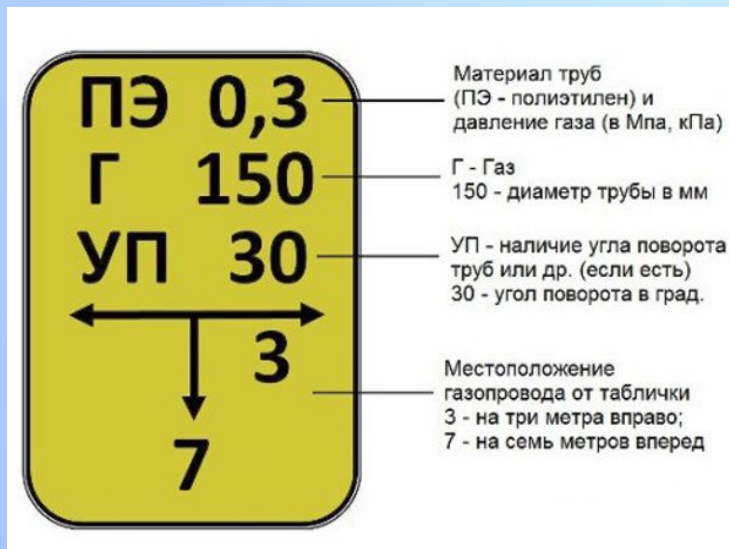 ПЭ 0,3
Г 150
УП 30
3
7
Материал труб
(ПЭ - полиэтилен) и
давление газа (в Мпа, кПа)
Г - Газ
150 - диаметр трубы в мм
УП - наличие угла поворота
труб или др. (если есть)
30 - угол поворота в град.
Местоположение
газопровода от таблички
3 - на три метра вправо;
7 - на семь метров вперед